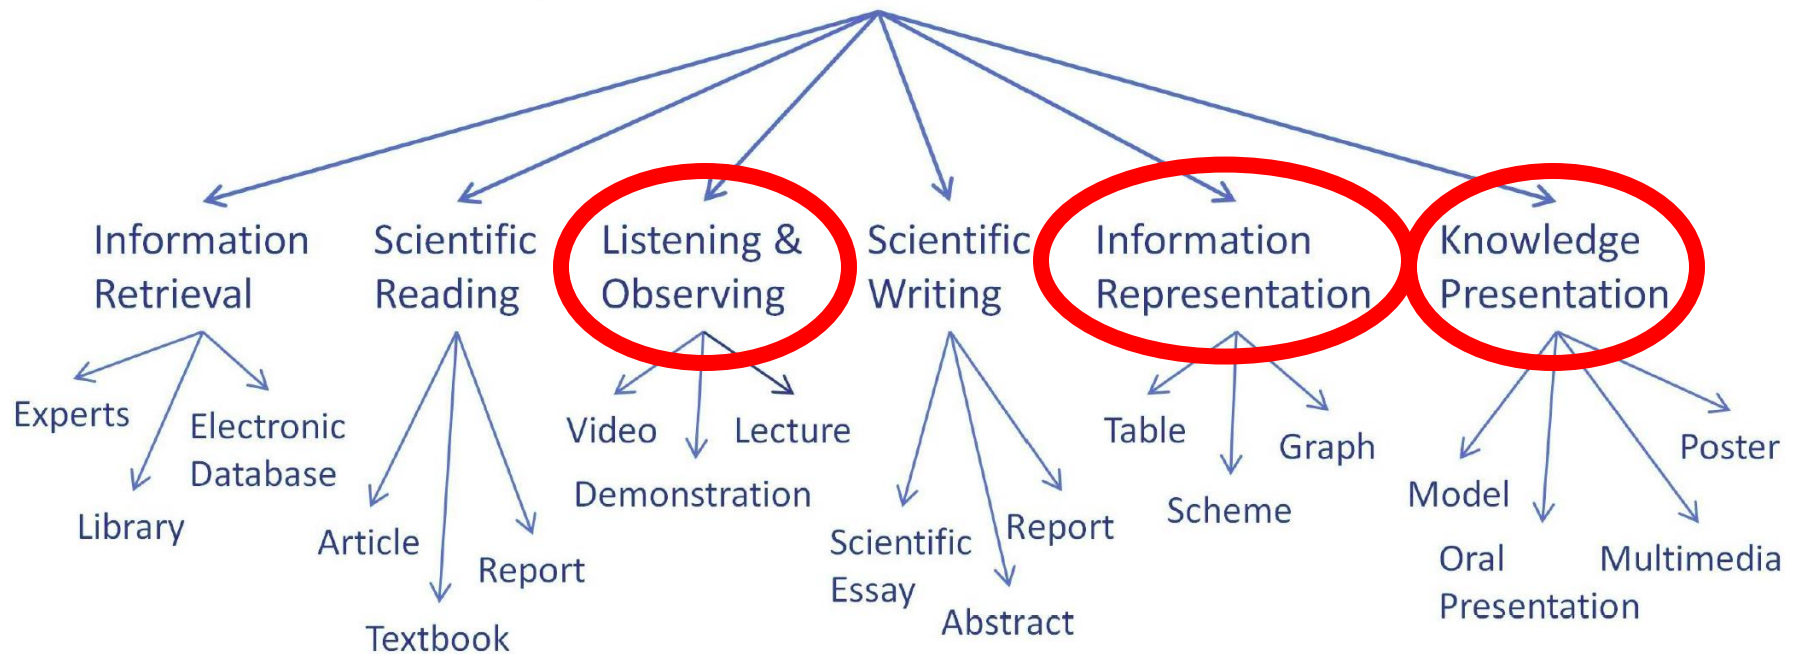 Information
Retrieval
Scientific
Reading
Listening &
Observing
Scientific
Writing
Information
Representation
Knowledge
Presentation
Experts
Library
Electronic
Database
Article
Textbook
Report
Video
Demonstration
Lecture
Scientific
Essay
Abstract
Report
Table
Scheme
Graph
Model
Oral
Presentation
Multimedia
Poster